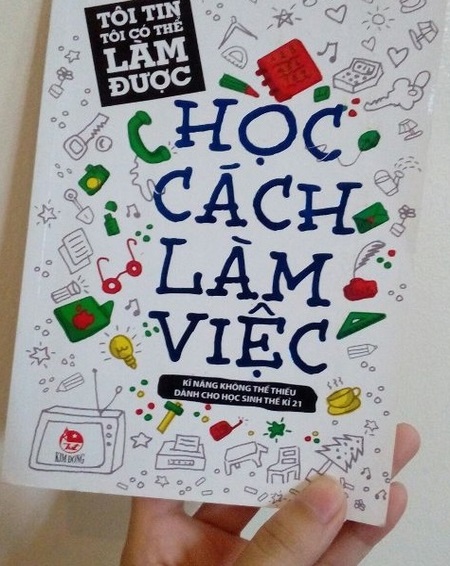 TÔI TIN
TÔI CÓ THỂ
LÀM
ĐƯỢC
HỌC
CÁCH
LÀM
VIỆC
KĨ NĂNG KHÔNG THỂ THIẾU
DÀNH CHO HỌC SINH THẾ KỈ 21
KIM ĐỒNG